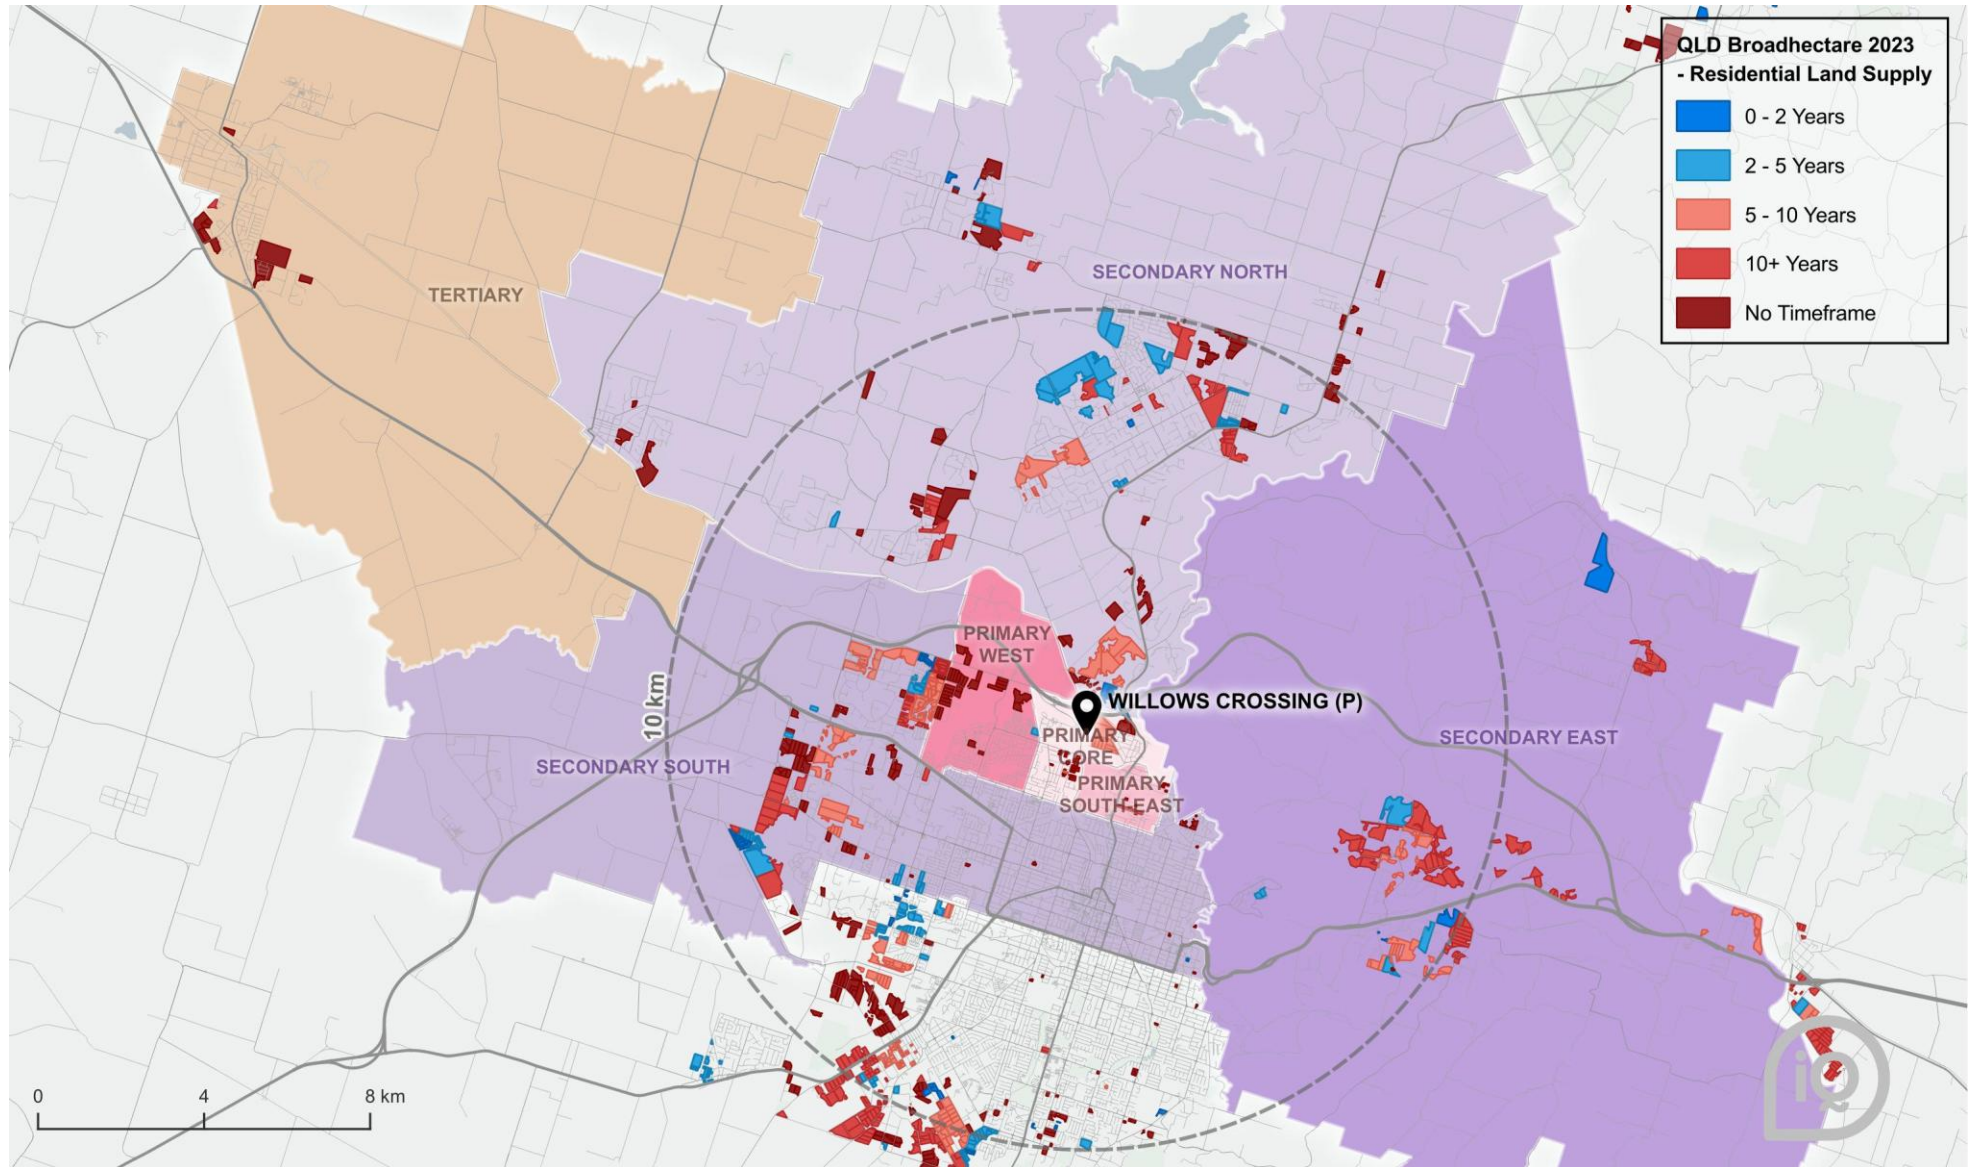 QLD Broadhectare 2023
- Residential Land Supply
0 - 2 Years
2 - 5 Years
5 - 10 Years
10+ Years
No Timeframe
SECONDARY NORTH
TERTIARY
PRIMARY
WEST
10 km
WILLOWS CROSSING (P)
PRIMARY
CORE
SECONDARY EAST
SECONDARY SOUTH
PRIMARY
SOUTH-EAST
0 4 8 km
iQ